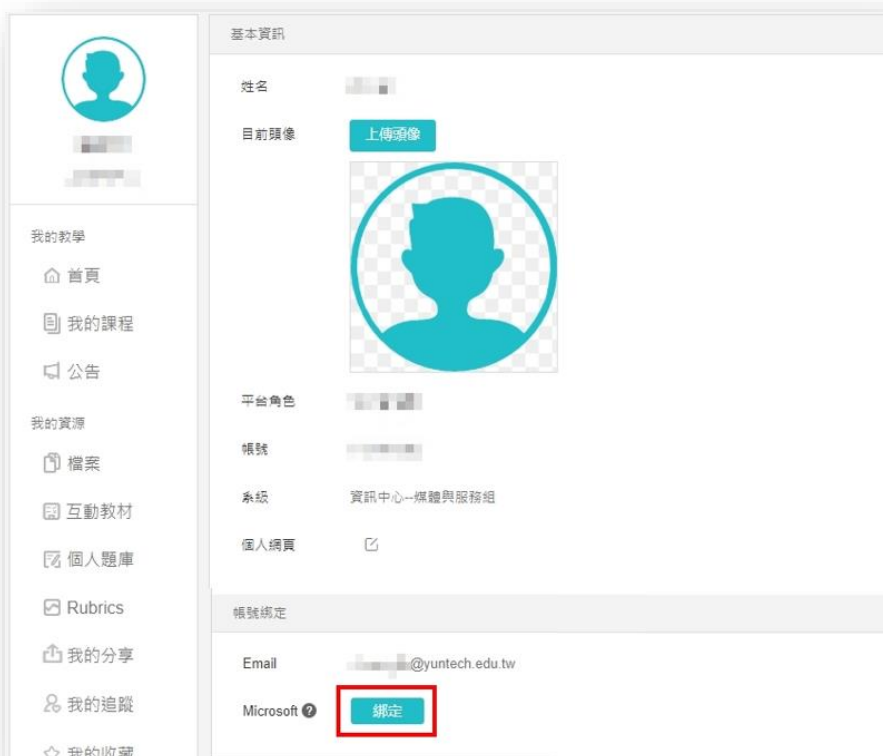 基本資訊
姓名
目前頭像
上傳頭像
我的教學
首頁
我的課程
公告
我的資源
檔案
互動教材
個人題庫
Rubrics
我的分享
我的追蹤
我的收藏
平台角色
帳號
系級 資訊中心--媒體與服務組
個人網頁
帳號綁定
Email @yuntech.edu.tw
Microsoft ? 綁定